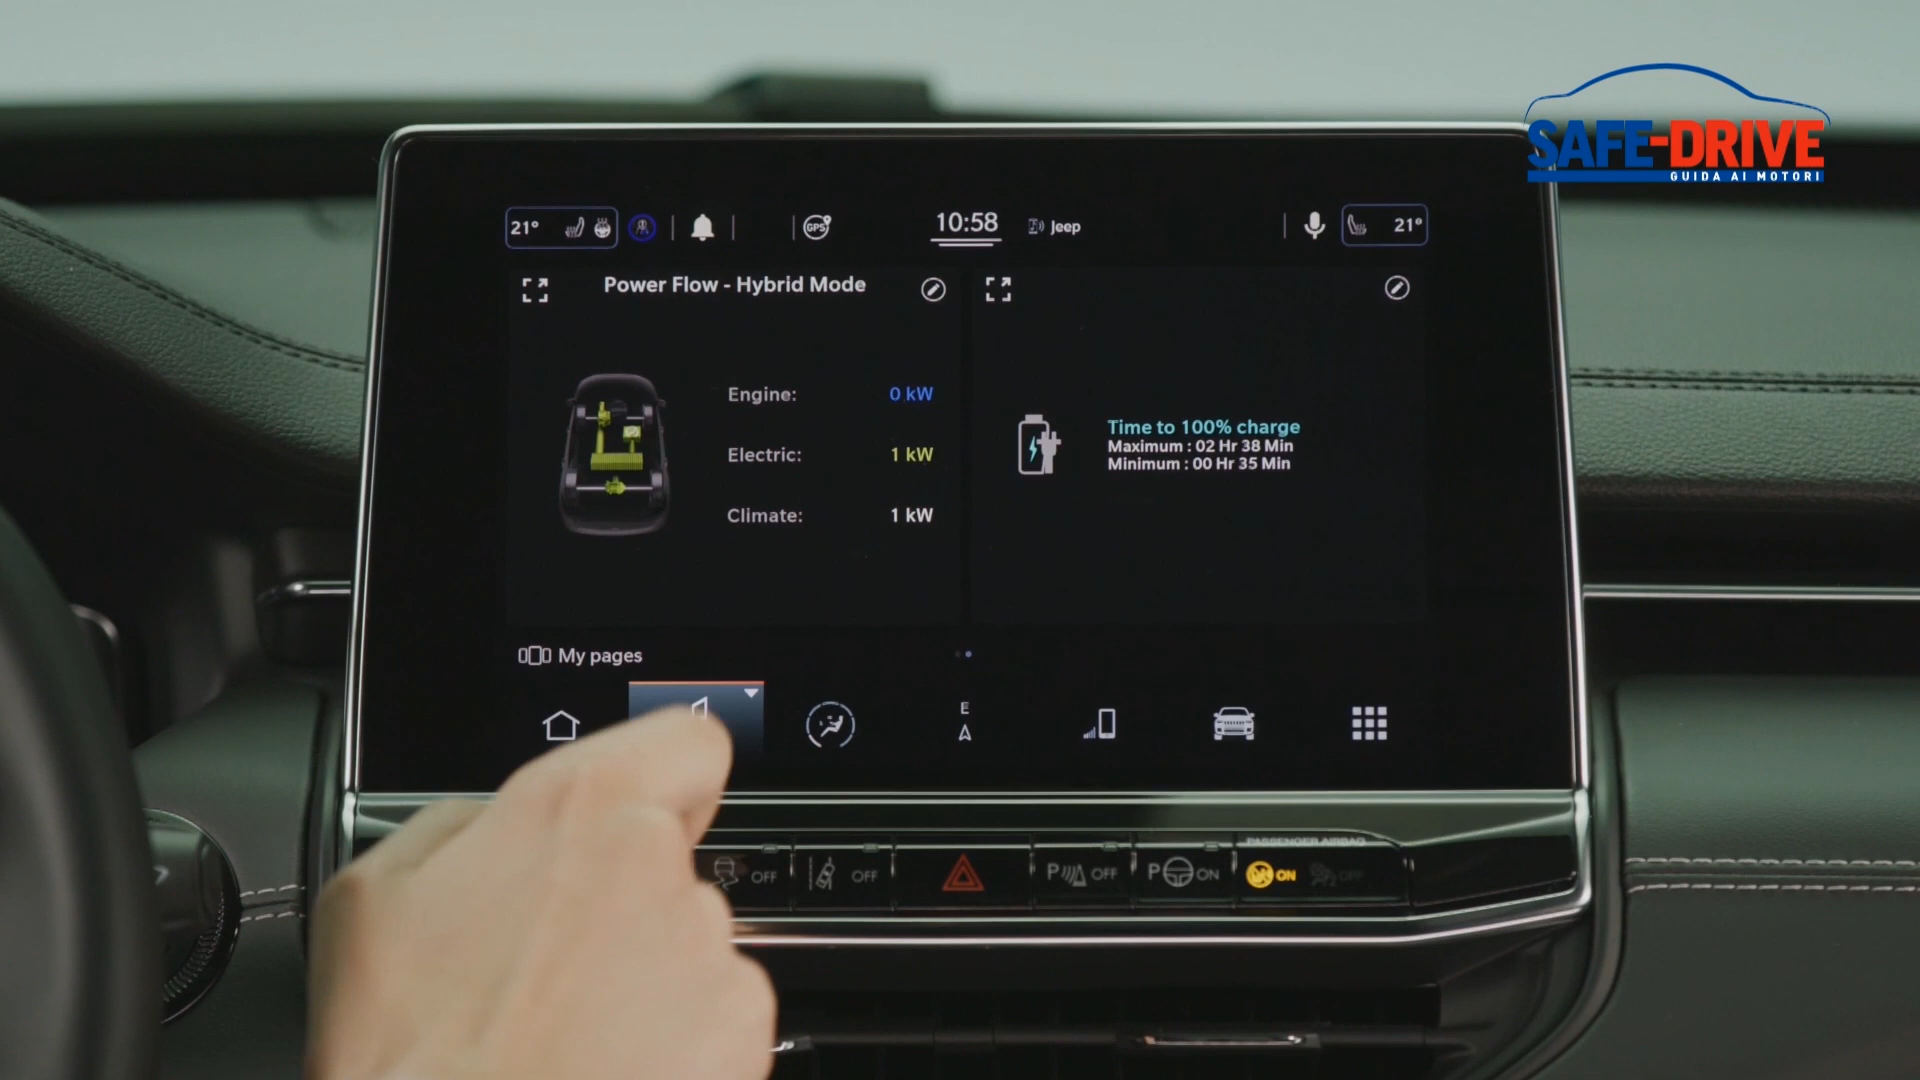 SAFE-DRIVE
GUIDA AI MOTORI
21°
GPS
10:58
Jeep
21°
Power Flow - Hybrid Mode
Engine: 0 kW
Electric: 1 kW
Climate: 1 kW
Time to 100% charge
Maximum : 02 Hr 38 Min
Minimum : 00 Hr 35 Min
My pages
E
PASSENGER AIRBAG
OFF
OFF
P OFF
P ON
ON
OFF